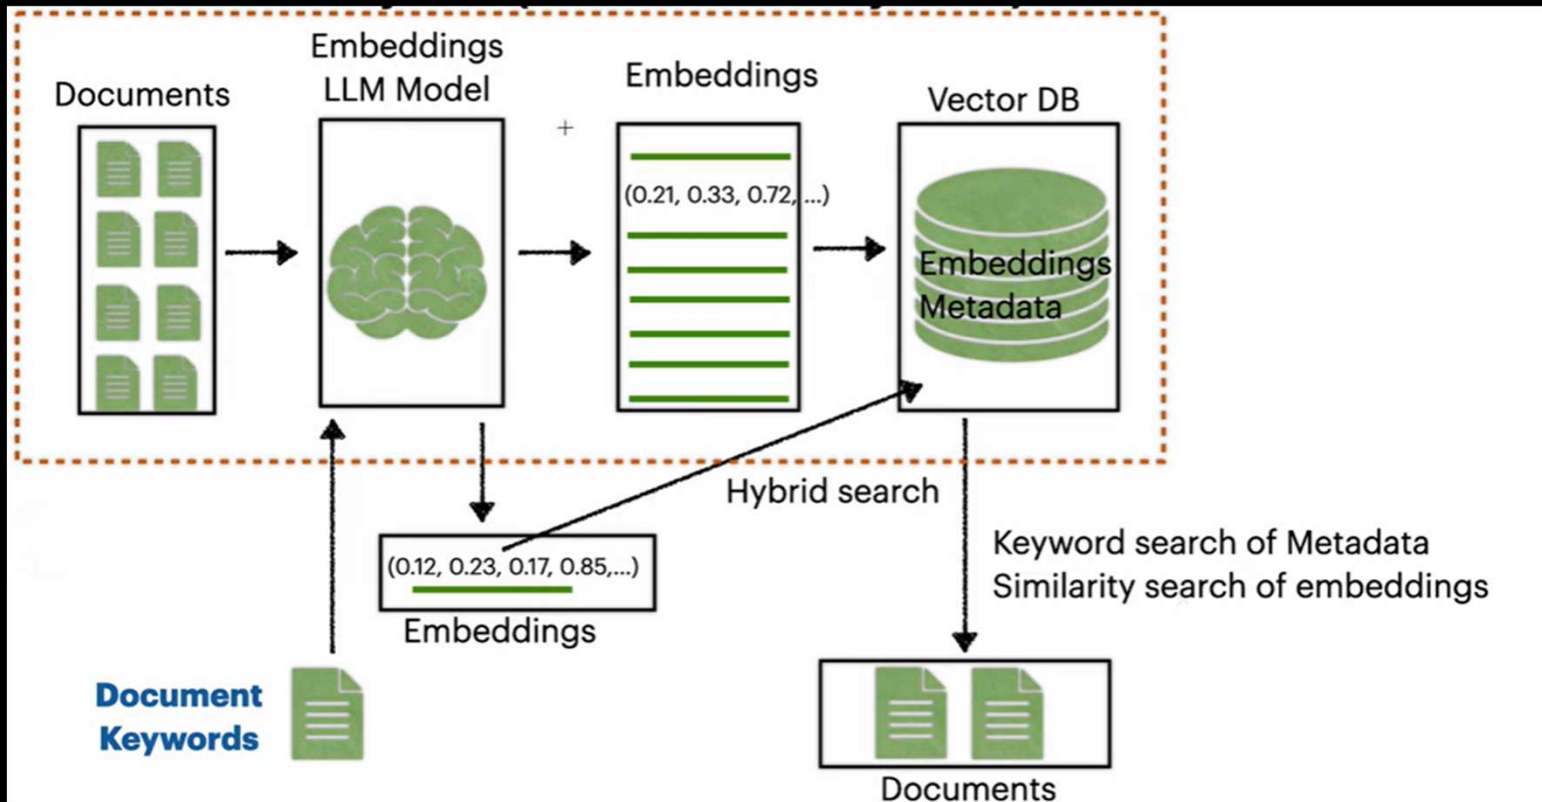 Documents
Embeddings
LLM Model
Embeddings
(0.21, 0.33, 0.72, ...)
Vector DB
Embeddings
Metadata
Hybrid search
(0.12, 0.23, 0.17, 0.85,...)
Embeddings
Keyword search of Metadata
Similarity search of embeddings
Document
Keywords
Documents